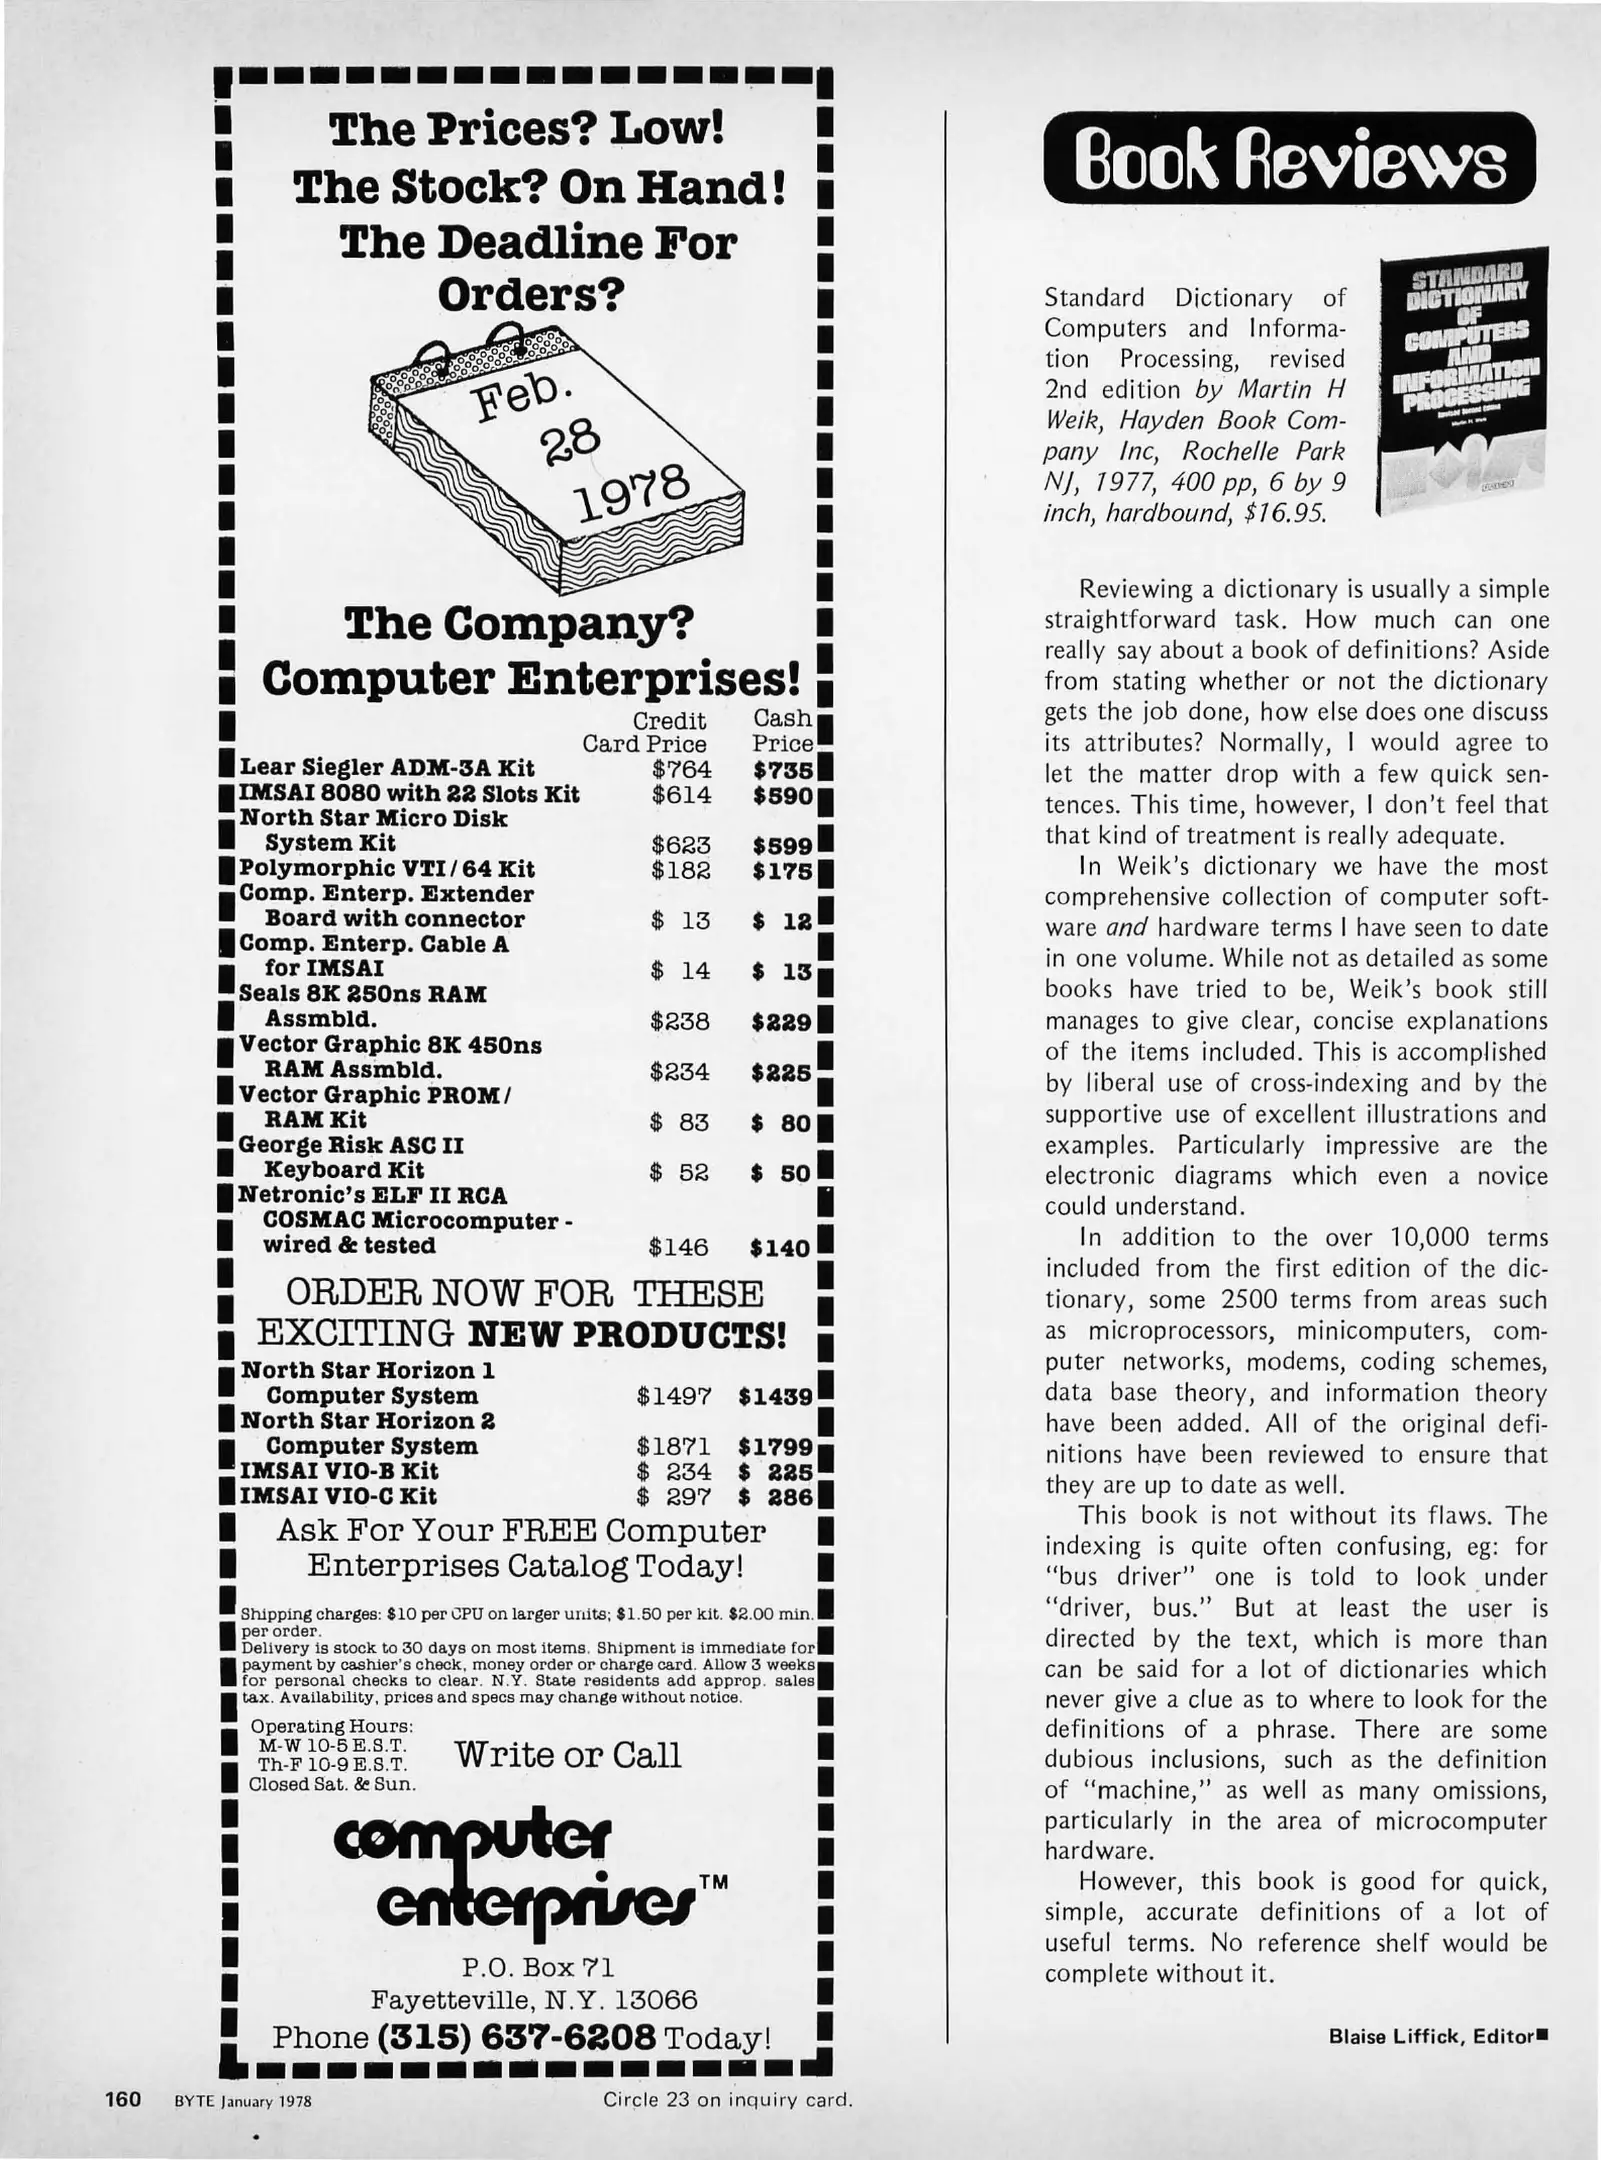 The Prices? Low!
The Stock? On Hand!
The Deadline For
Orders?
Feb.
28
1978
The Company?
Computer Enterprises!
Credit Cash
Card Price Price
Lear Siegler ADM-3A Kit $764 $735
IMSAI 8080 with 22 Slots Kit $614 $590
North Star Micro Disk
System Kit $623 $599
Polymorphic VTI/64 Kit $182 $175
Comp. Enterp. Extender
Board with connector $ 13 $ 12
Comp. Enterp. Cable A
for IMSAI $ 14 $ 13
Seals 8K 250ns RAM
Assmbld. $238 $229
Vector Graphic 8K 450ns
RAM Assmbld. $234 $225
Vector Graphic PROM/
RAM Kit $ 83 $ 80
George Risk ASC II
Keyboard Kit $ 52 $ 50
Netronic's ELF II RCA
COSMAC Microcomputer -
wired & tested $146 $140
ORDER NOW FOR THESE
EXCITING NEW PRODUCTS!
North Star Horizon 1
Computer System $1497 $1439
North Star Horizon 2
Computer System $1871 $1799
IMSAI VIO-B Kit $ 234 $ 225
IMSAI VIO-C Kit $ 297 $ 286
Ask For Your FREE Computer
Enterprises Catalog Today!
Shipping charges: $10 per CPU on larger units; $1.50 per kit. $2.00 min.
per order.
Delivery is stock to 30 days on most items. Shipment is immediate for
payment by cashier's check, money order or charge card. Allow 3 weeks
for personal checks to clear. N.Y. State residents add approp. sales
tax. Availability, prices and specs may change without notice.
Operating Hours:
M-W 10-5 E.S.T.
Th-F 10-9 E.S.T.
Closed Sat. & Sun.
Write or Call
computer
enterprises™
P.O. Box 71
Fayetteville, N.Y. 13066
Phone (315) 637-6208 Today!
Book Reviews
Standard Dictionary of
Computers and Informa-
tion Processing, revised
2nd edition by Martin H
Weik, Hayden Book Com-
pany Inc, Rochelle Park
NJ, 1977, 400 pp, 6 by 9
inch, hardbound, $16.95.
STANDARD
DICTIONARY
OF
COMPUTERS
AND
INFORMATION
PROCESSING
Reviewing a dictionary is usually a simple
straightforward task. How much can one
really say about a book of definitions? Aside
from stating whether or not the dictionary
gets the job done, how else does one discuss
its attributes? Normally, I would agree to
let the matter drop with a few quick sen-
tences. This time, however, I don't feel that
that kind of treatment is really adequate.
In Weik's dictionary we have the most
comprehensive collection of computer soft-
ware and hardware terms I have seen to date
in one volume. While not as detailed as some
books have tried to be, Weik's book still
manages to give clear, concise explanations
of the items included. This is accomplished
by liberal use of cross-indexing and by the
supportive use of excellent illustrations and
examples. Particularly impressive are the
electronic diagrams which even a novice
could understand.
In addition to the over 10,000 terms
included from the first edition of the dic-
tionary, some 2500 terms from areas such
as microprocessors, minicomputers, com-
puter networks, modems, coding schemes,
data base theory, and information theory
have been added. All of the original defi-
nitions have been reviewed to ensure that
they are up to date as well.
This book is not without its flaws. The
indexing is quite often confusing, eg: for
"bus driver" one is told to look under
"driver, bus." But at least the user is
directed by the text, which is more than
can be said for a lot of dictionaries which
never give a clue as to where to look for the
definitions of a phrase. There are some
dubious inclusions, such as the definition
of "machine," as well as many omissions,
particularly in the area of microcomputer
hardware.
However, this book is good for quick,
simple, accurate definitions of a lot of
useful terms. No reference shelf would be
complete without it.
Blaise Liffick, Editor■
160 BYTE January 1978
Circle 23 on inquiry card.